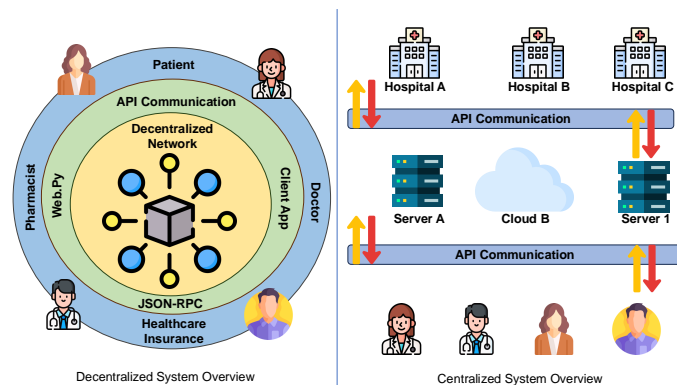 Patient
API Communication
Decentralized
Network
Pharmacist
Web.Py
Client App
Doctor
JSON-RPC
Healthcare
Insurance
Decentralized System Overview
Hospital A
Hospital B
Hospital C
API Communication
Server A
Cloud B
Server 1
API Communication
Centralized System Overview